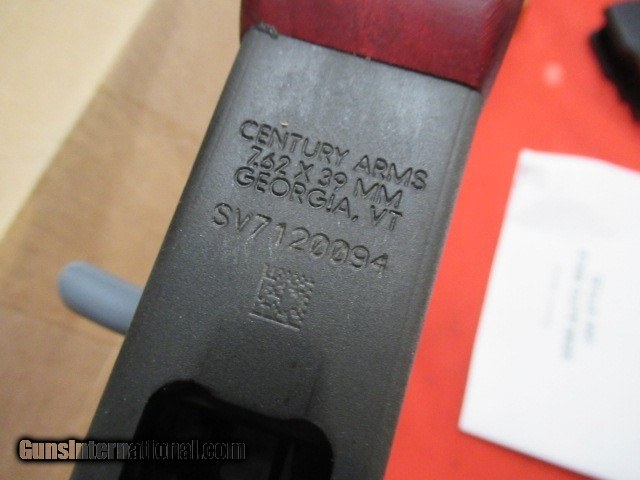 CENTURY ARMS
7.62 X 39 MM
GEORGIA, VT
SV7120094
GunsInternational.com